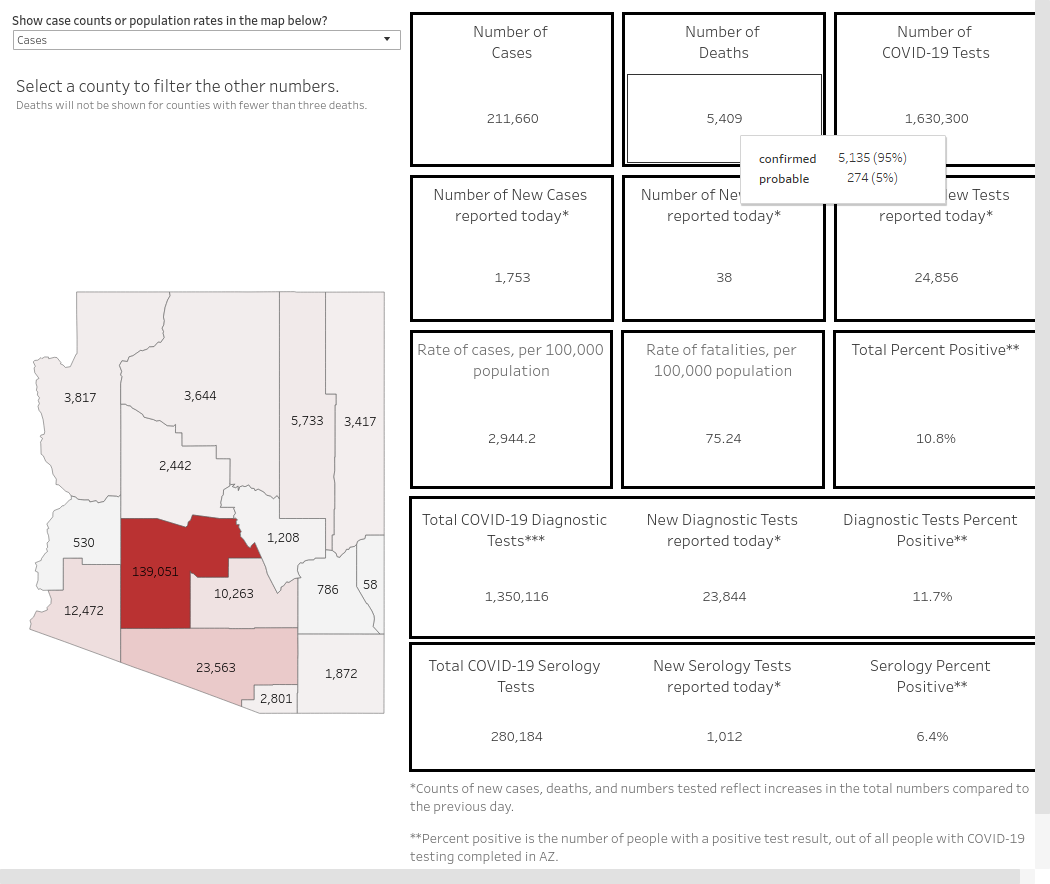 Show case counts or population rates in the map below?
Cases
Select a county to filter the other numbers.
Deaths will not be shown for counties with fewer than three deaths.
3,817
3,644
5,733
3,417
2,442
530
1,208
139,051
10,263
786
58
12,472
23,563
1,872
2,801
Number of
Cases
211,660
Number of
Deaths
5,409
Number of
COVID-19 Tests
1,630,300
confirmed 5,135 (95%)
probable 274 (5%)
Number of New Cases
reported today*
1,753
Number of New
reported today*
38
New Tests
reported today*
24,856
Rate of cases, per 100,000
population
2,944.2
Rate of fatalities, per
100,000 population
75.24
Total Percent Positive**
10.8%
Total COVID-19 Diagnostic
Tests***
1,350,116
New Diagnostic Tests
reported today*
23,844
Diagnostic Tests Percent
Positive**
11.7%
Total COVID-19 Serology
Tests
280,184
New Serology Tests
reported today*
1,012
Serology Percent
Positive**
6.4%
*Counts of new cases, deaths, and numbers tested reflect increases in the total numbers compared to
the previous day.
**Percent positive is the number of people with a positive test result, out of all people with COVID-19
testing completed in AZ.